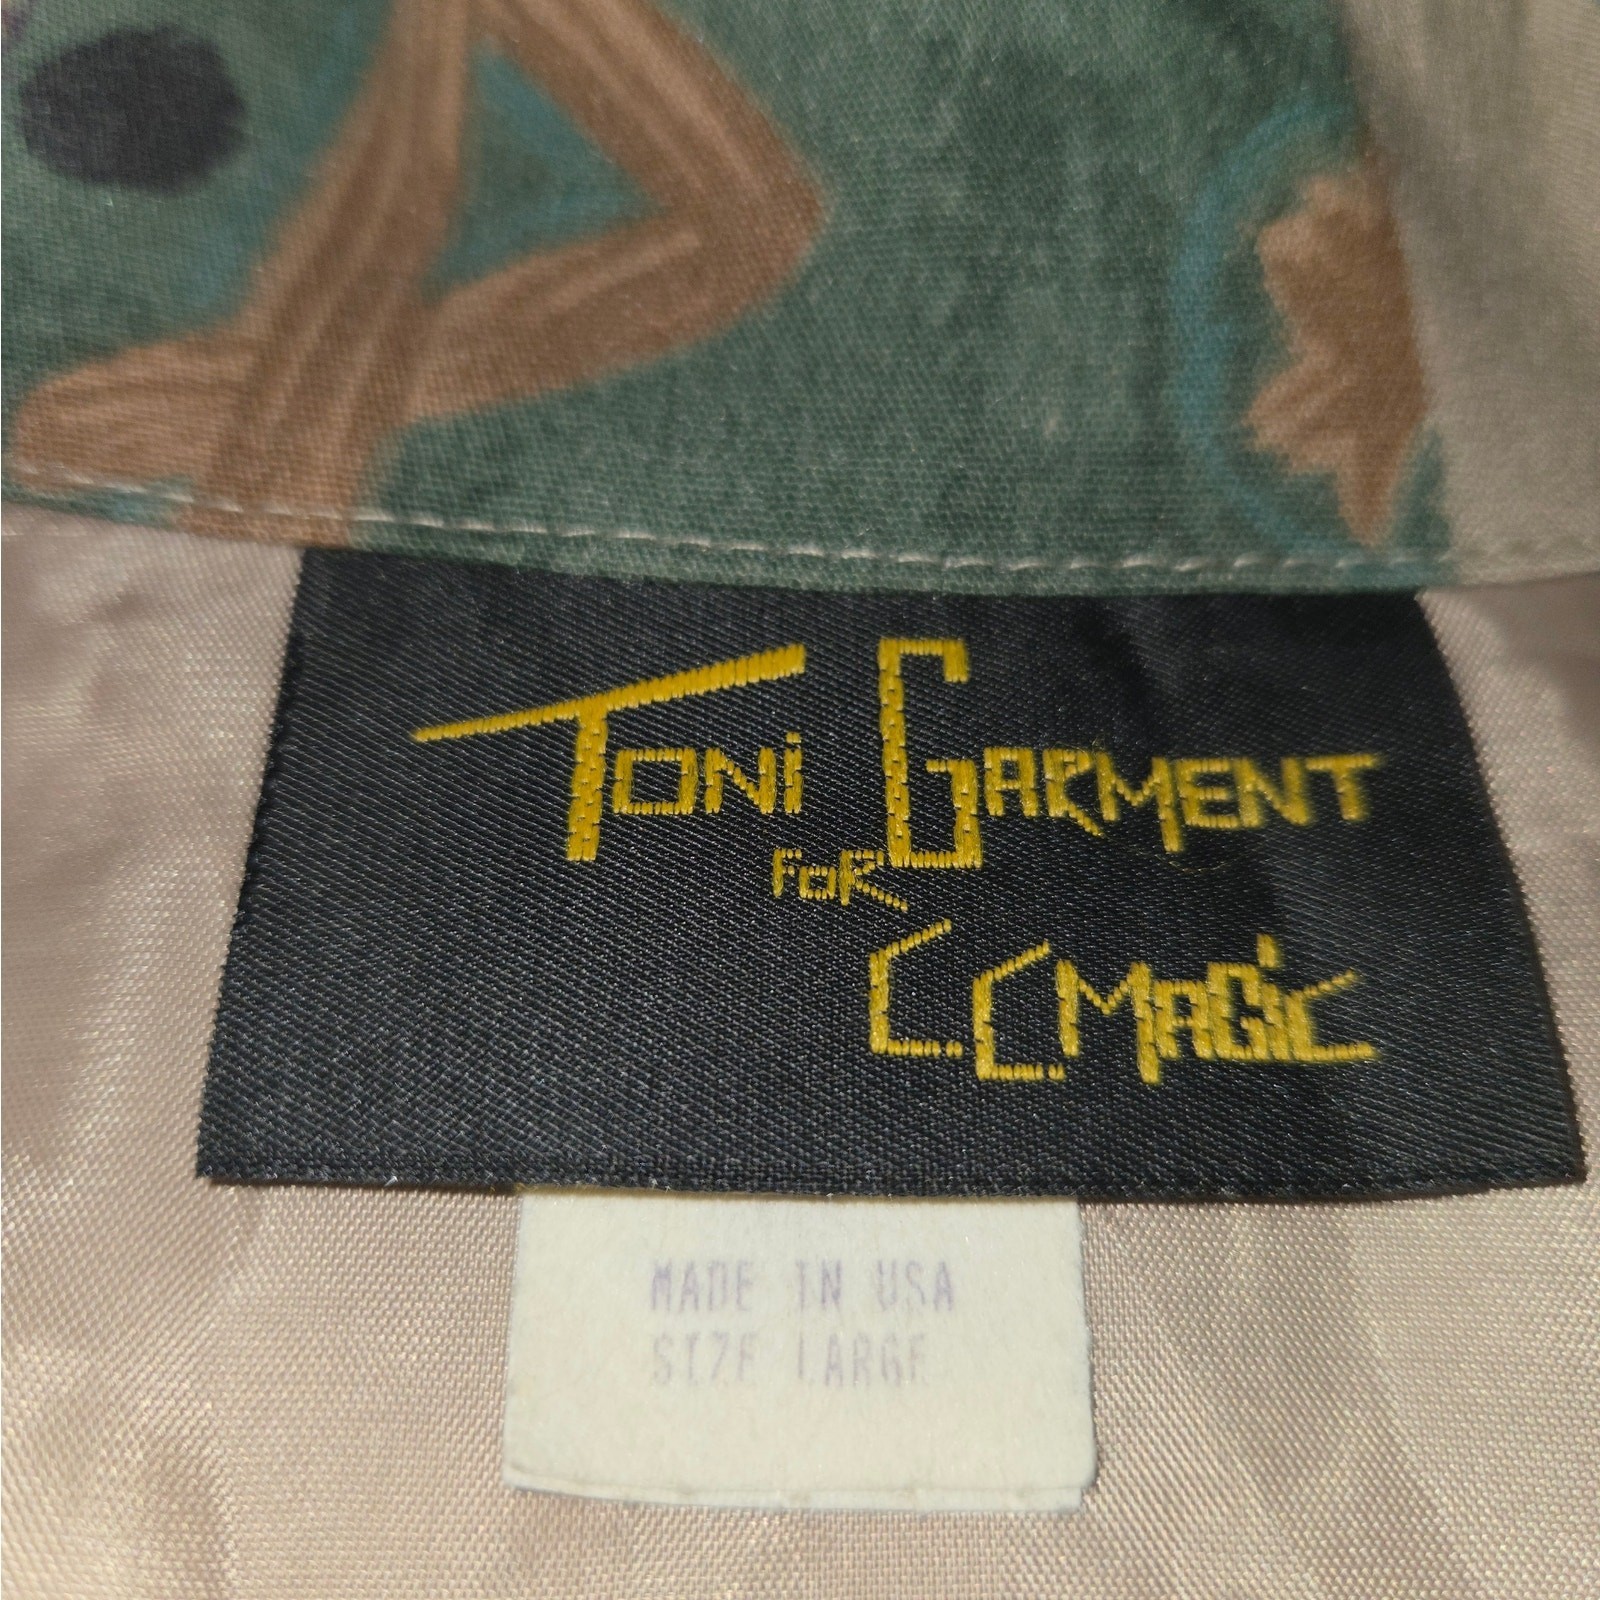 Toni Garment
for
C.C. Magic
MADE IN USA
SIZE LARGE